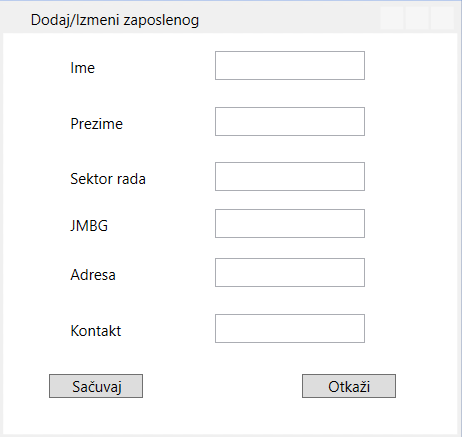 Dodaj/Izmeni zaposlenog
Ime
Prezime
Sektor rada
JMBG
Adresa
Kontakt
Sačuvaj
Otkaži